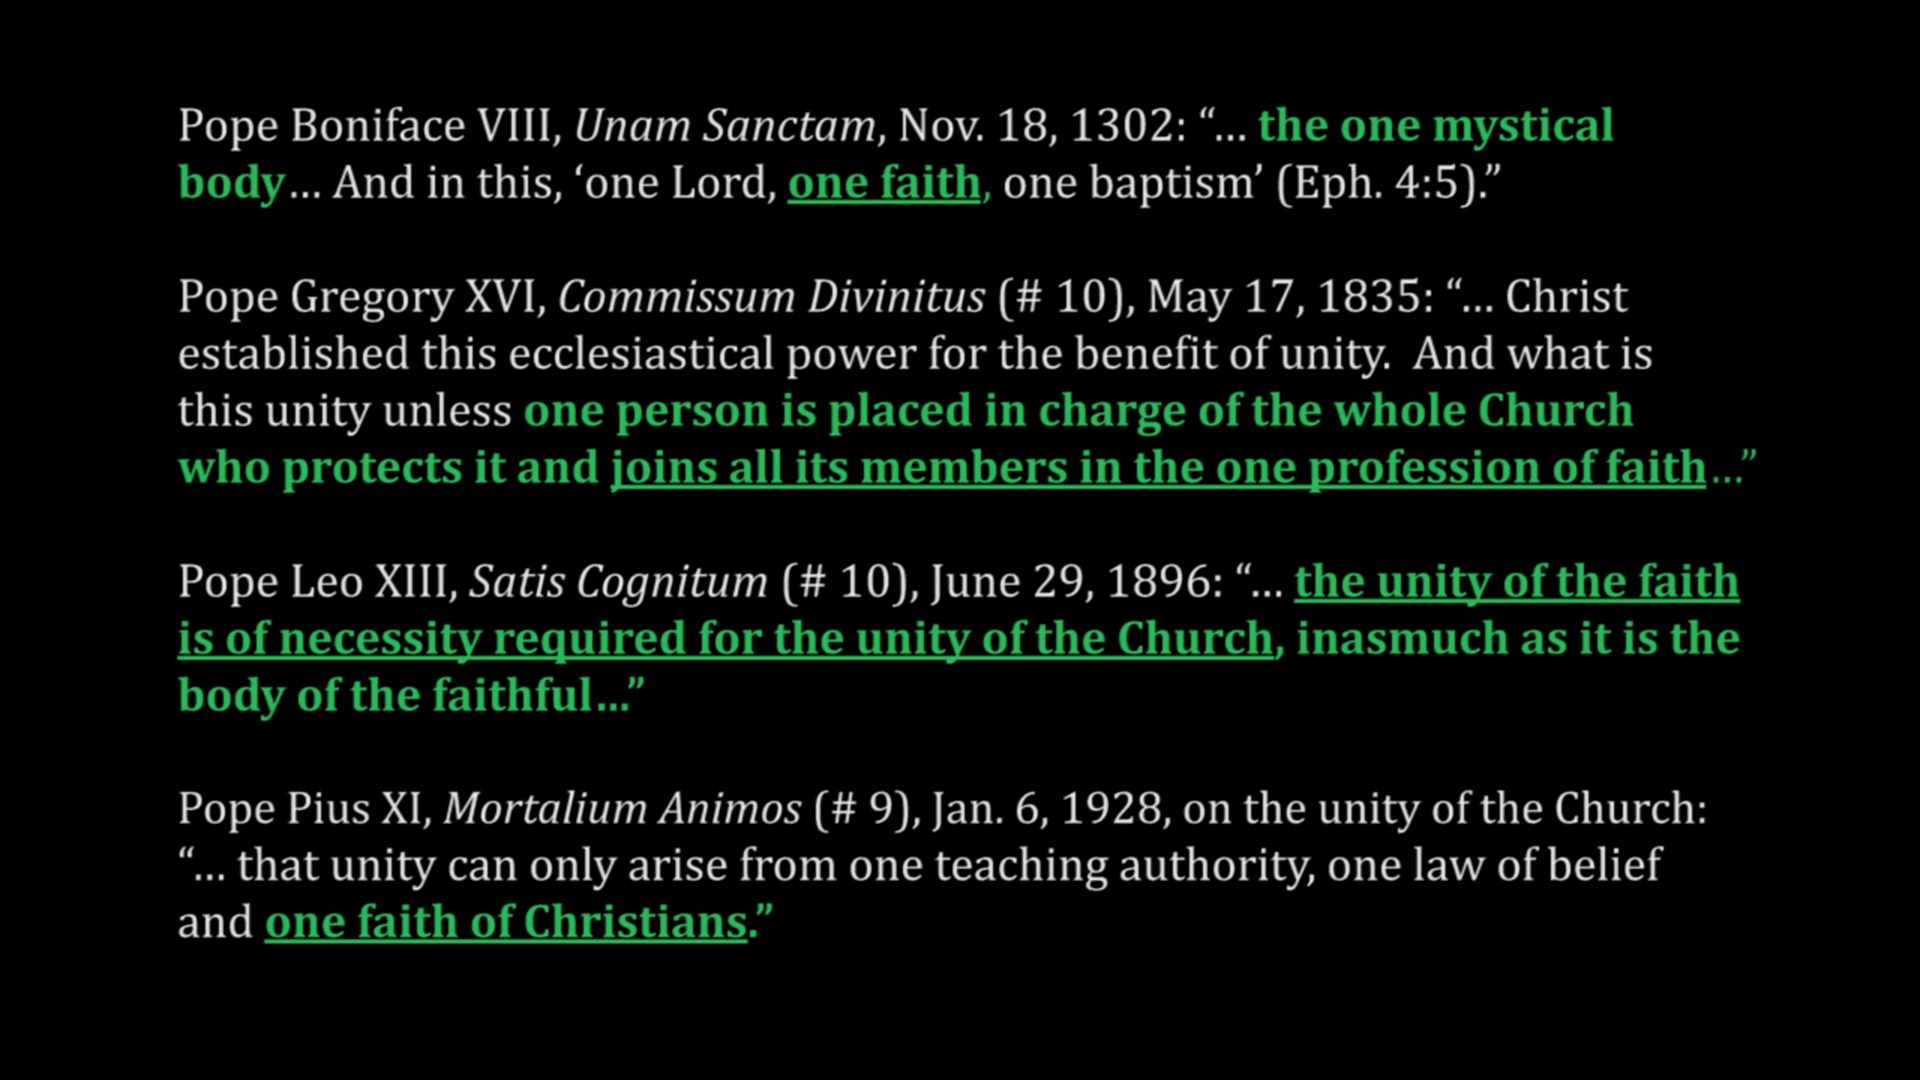 Pope Boniface VIII, Unam Sanctam, Nov. 18, 1302: “... the one mystical
body... And in this, ‘one Lord, one faith, one baptism’ (Eph. 4:5).”
Pope Gregory XVI, Commissum Divinitus (# 10), May 17, 1835: “... Christ
established this ecclesiastical power for the benefit of unity.  And what is
this unity unless one person is placed in charge of the whole Church
who protects it and joins all its members in the one profession of faith...”
Pope Leo XIII, Satis Cognitum (# 10), June 29, 1896: “... the unity of the faith
is of necessity required for the unity of the Church, inasmuch as it is the
body of the faithful...”
Pope Pius XI, Mortalium Animos (# 9), Jan. 6, 1928, on the unity of the Church:
“... that unity can only arise from one teaching authority, one law of belief
and one faith of Christians.”